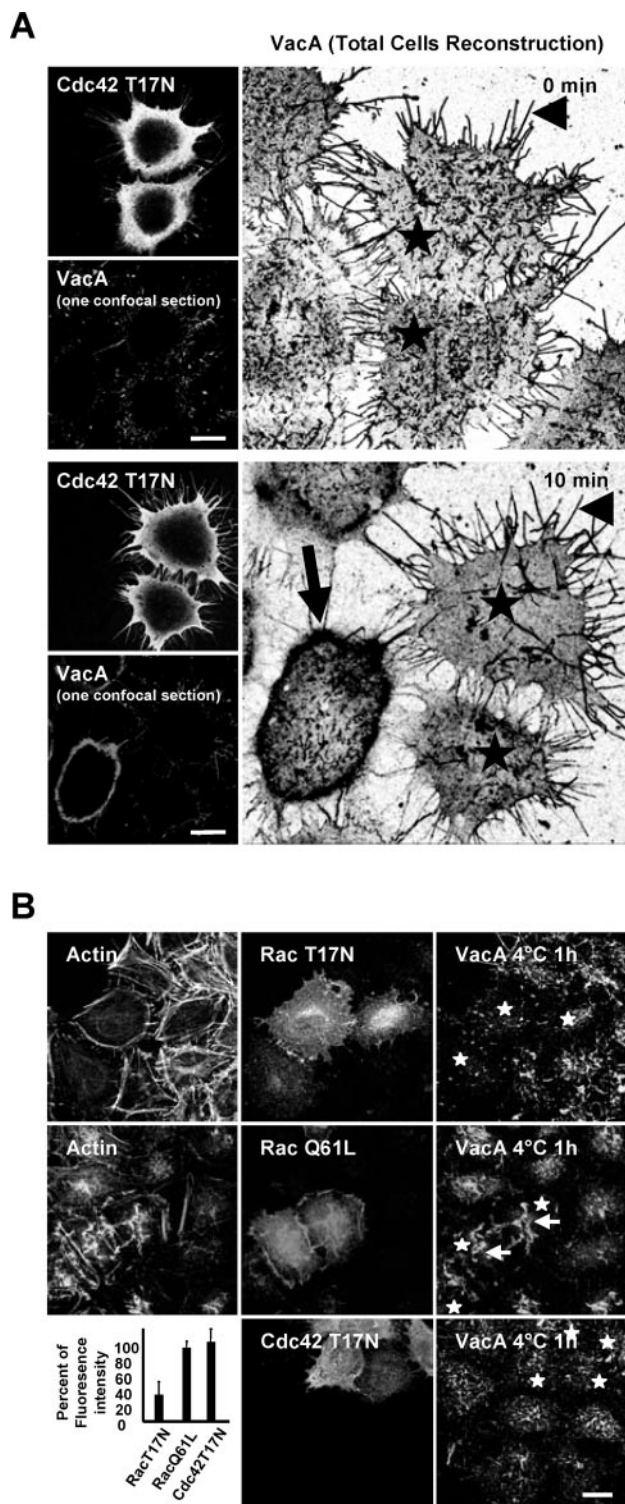 A
VacA (Total Cells Reconstruction)
Cdc42 T17N
0 min
VacA
(one confocal section)
Cdc42 T17N
10 min
VacA
(one confocal section)
B
Actin
Rac T17N
VacA 4°C 1h
Actin
Rac Q61L
VacA 4°C 1h
Percent of
Fluoresence
intensity
100
80
60
40
20
0
RacT17N
RacQ61L
Cdc42T17N
Cdc42 T17N
VacA 4°C 1h